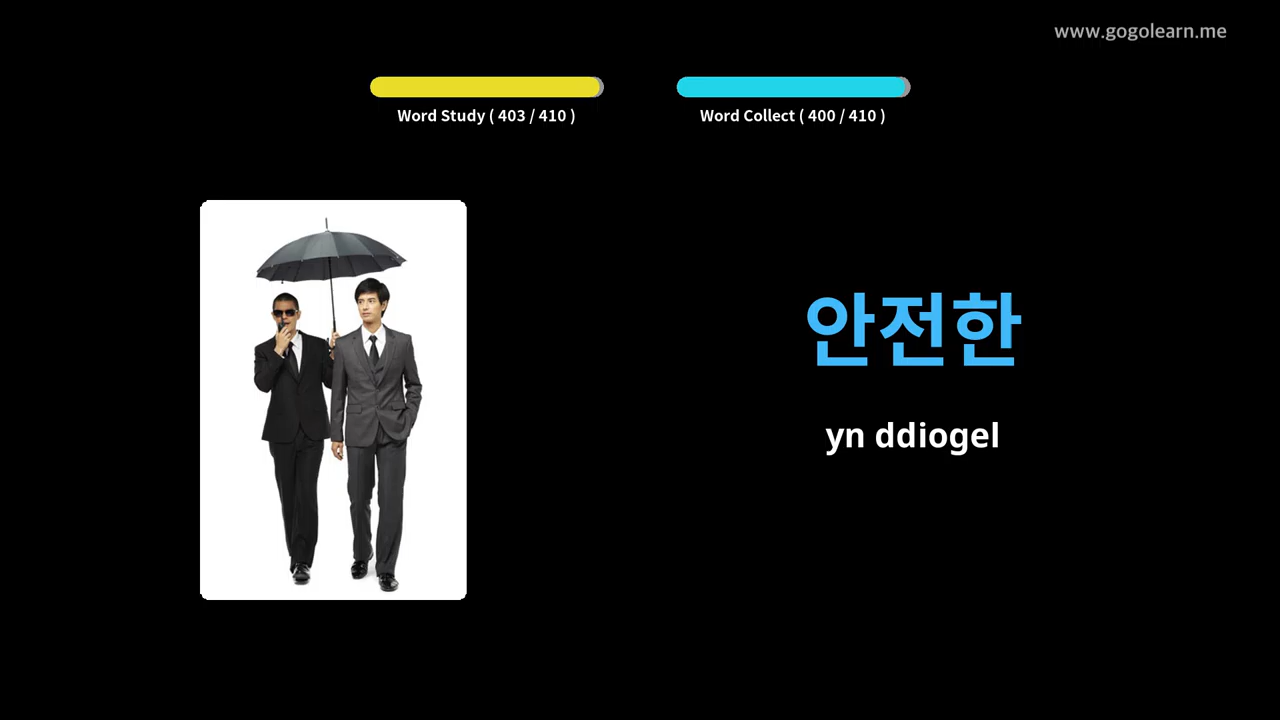 www.gogolearn.me
Word Study ( 403 / 410 )
Word Collect ( 400 / 410 )
안전한
yn ddiogel